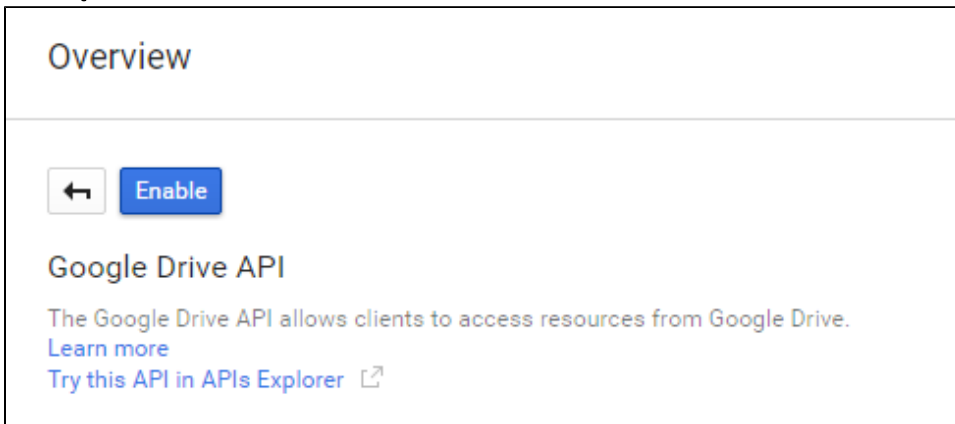 Overview
Enable
Google Drive API
The Google Drive API allows clients to access resources from Google Drive.
Learn more
Try this API in APIs Explorer